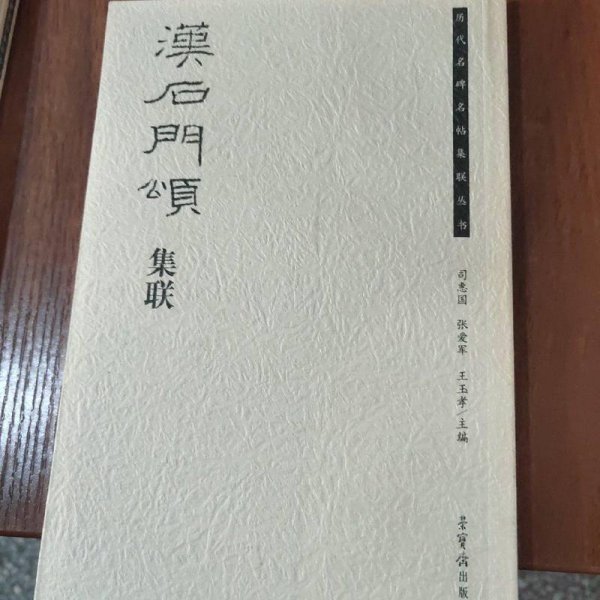 漢石門頌
集联
历代名碑名帖集联丛书
司惠国 张爱军 王玉孝/主编
荣寶齋出版